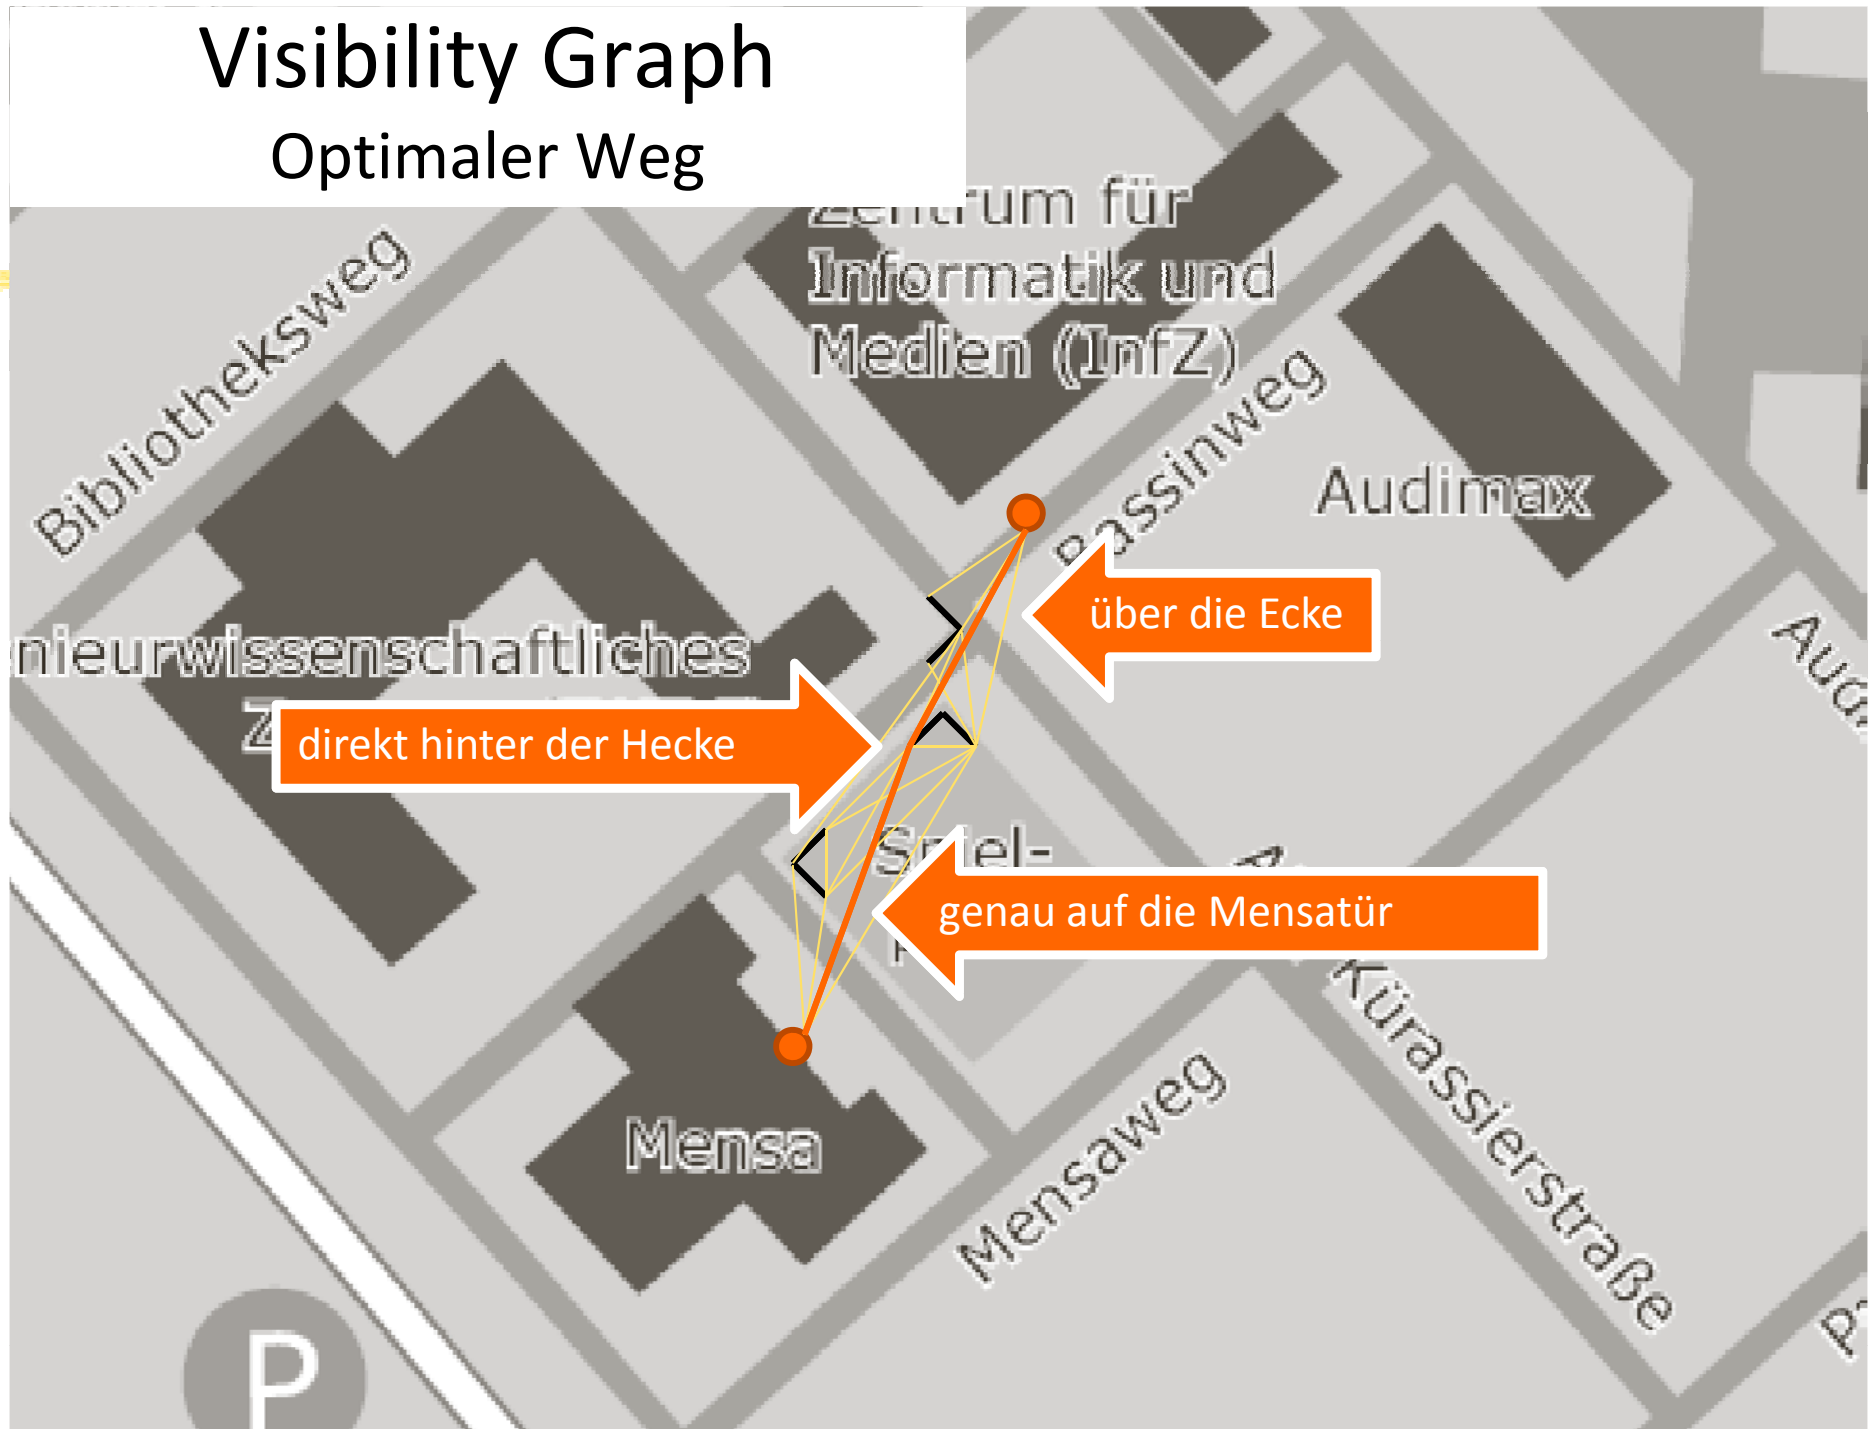 Visibility Graph
Optimaler Weg
Zentrum für
Informatik und
Medien (InfZ)
Bibliotheksweg
Bassinweg
Audimax
über die Ecke
nieurwissenschaftliches
direkt hinter der Hecke
Spiel-
genau auf die Mensatür
Kürassierstraße
Mensa
Mensaweg
P